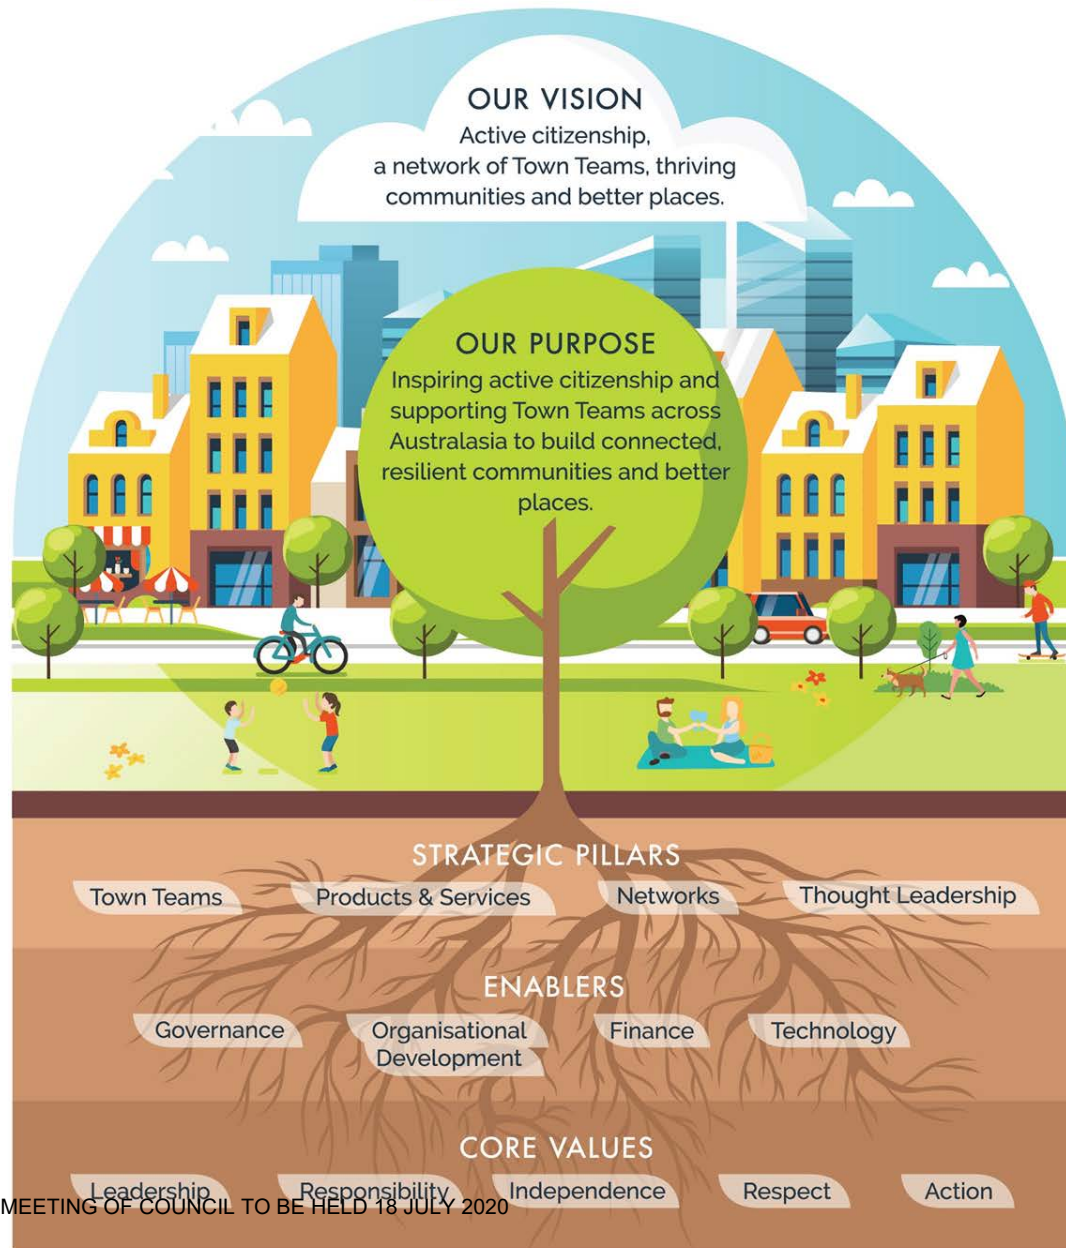 OUR VISION
Active citizenship,
a network of Town Teams, thriving
communities and better places.
OUR PURPOSE
Inspiring active citizenship and
supporting Town Teams across
Australasia to build connected,
resilient communities and better
places.
STRATEGIC PILLARS
Town Teams
Products & Services
Networks
Thought Leadership
ENABLERS
Governance
Organisational
Development
Finance
Technology
CORE VALUES
Leadership
Responsibility
Independence
Respect
Action
MEETING OF COUNCIL TO BE HELD 18 JULY 2020